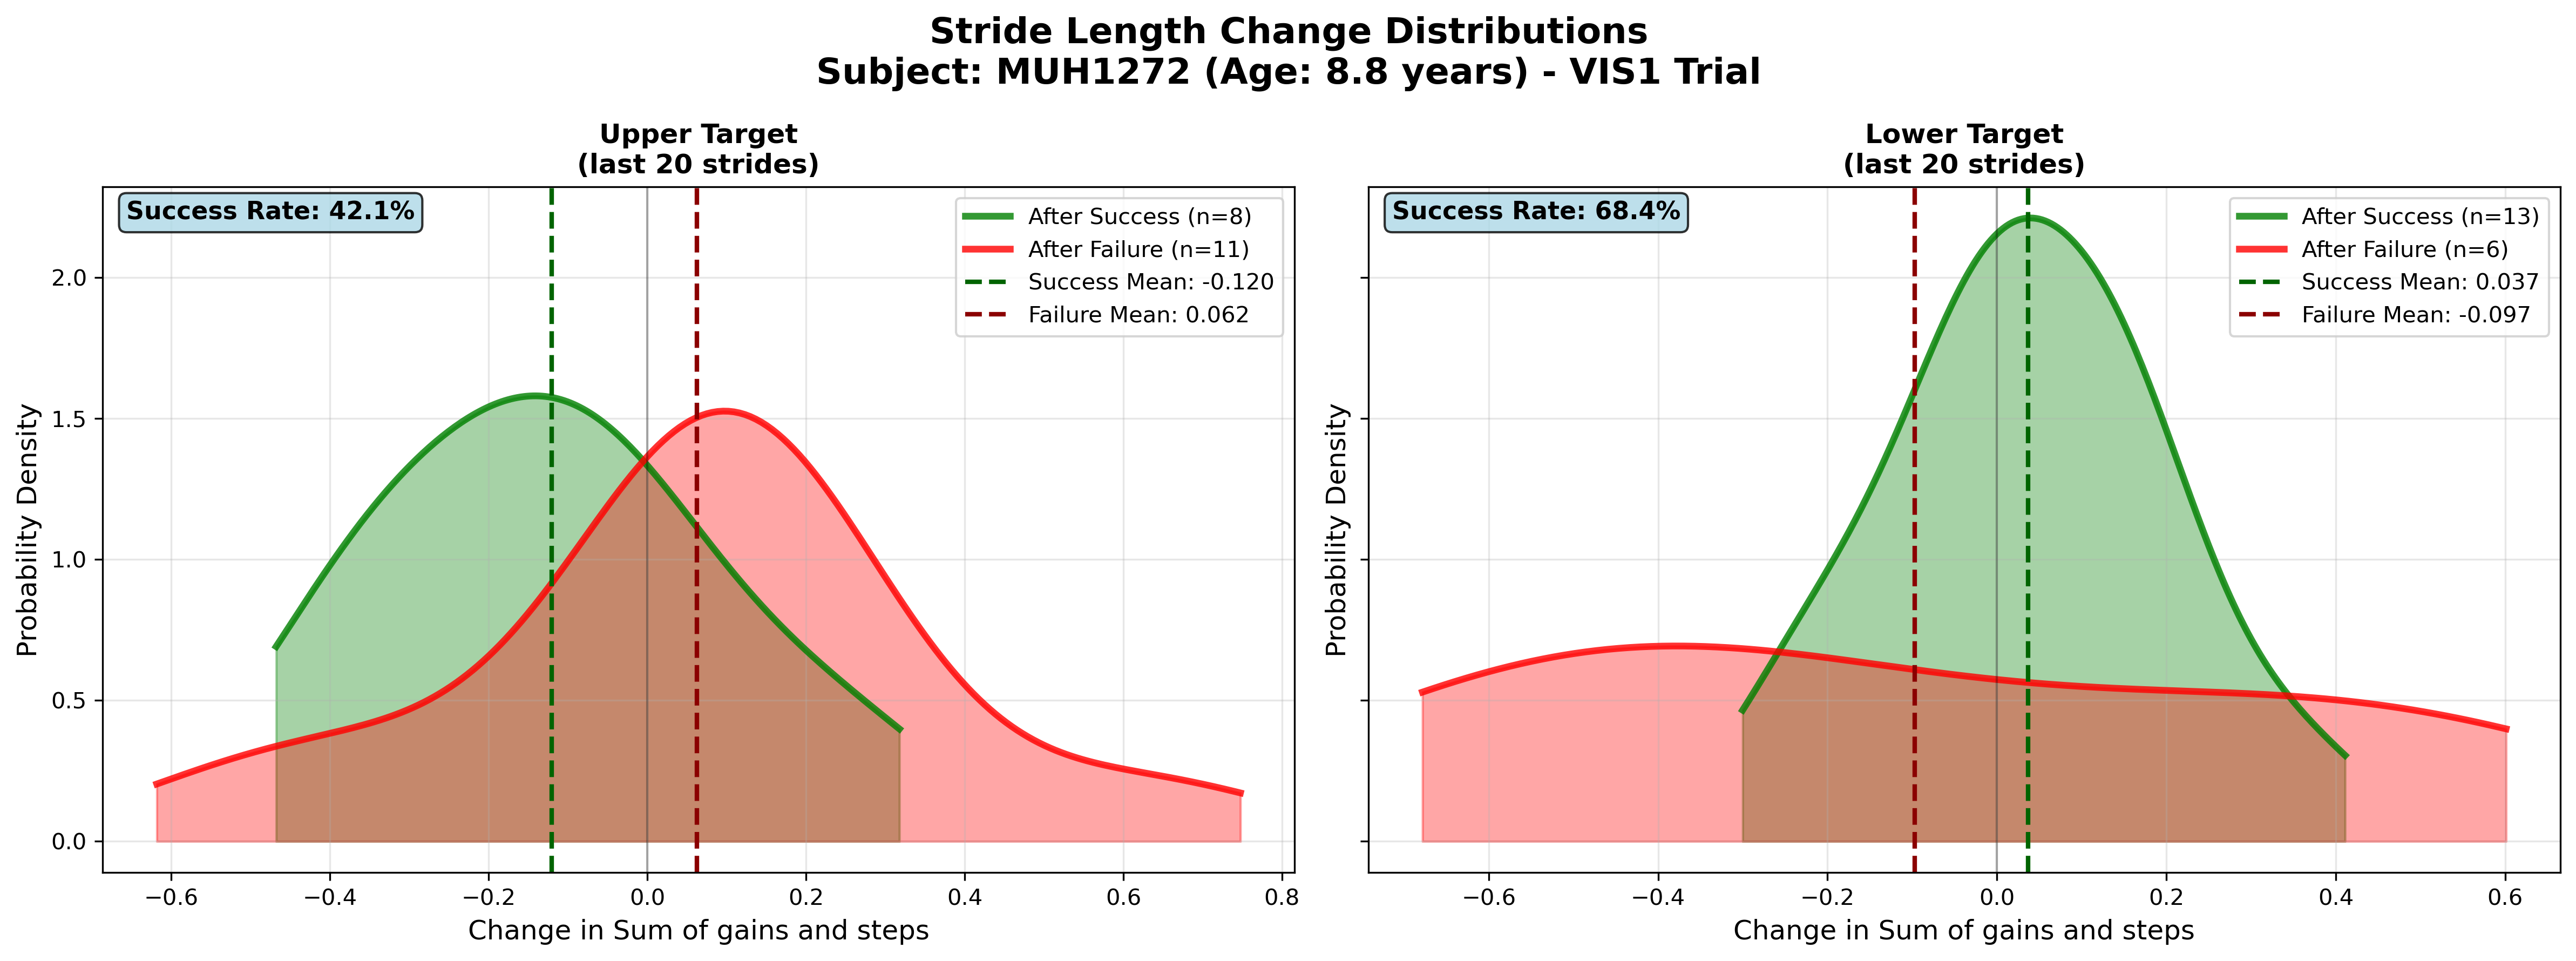 Stride Length Change Distributions
Subject: MUH1272 (Age: 8.8 years) - VIS1 Trial
Upper Target
(last 20 strides)
Success Rate: 42.1%
After Success (n=8)
After Failure (n=11)
Success Mean: -0.120
Failure Mean: 0.062
Probability Density
2.0
1.5
1.0
0.5
0.0
−0.6 −0.4 −0.2 0.0 0.2 0.4 0.6 0.8
Change in Sum of gains and steps
Lower Target
(last 20 strides)
Success Rate: 68.4%
After Success (n=13)
After Failure (n=6)
Success Mean: 0.037
Failure Mean: -0.097
Probability Density
−0.6 −0.4 −0.2 0.0 0.2 0.4 0.6
Change in Sum of gains and steps